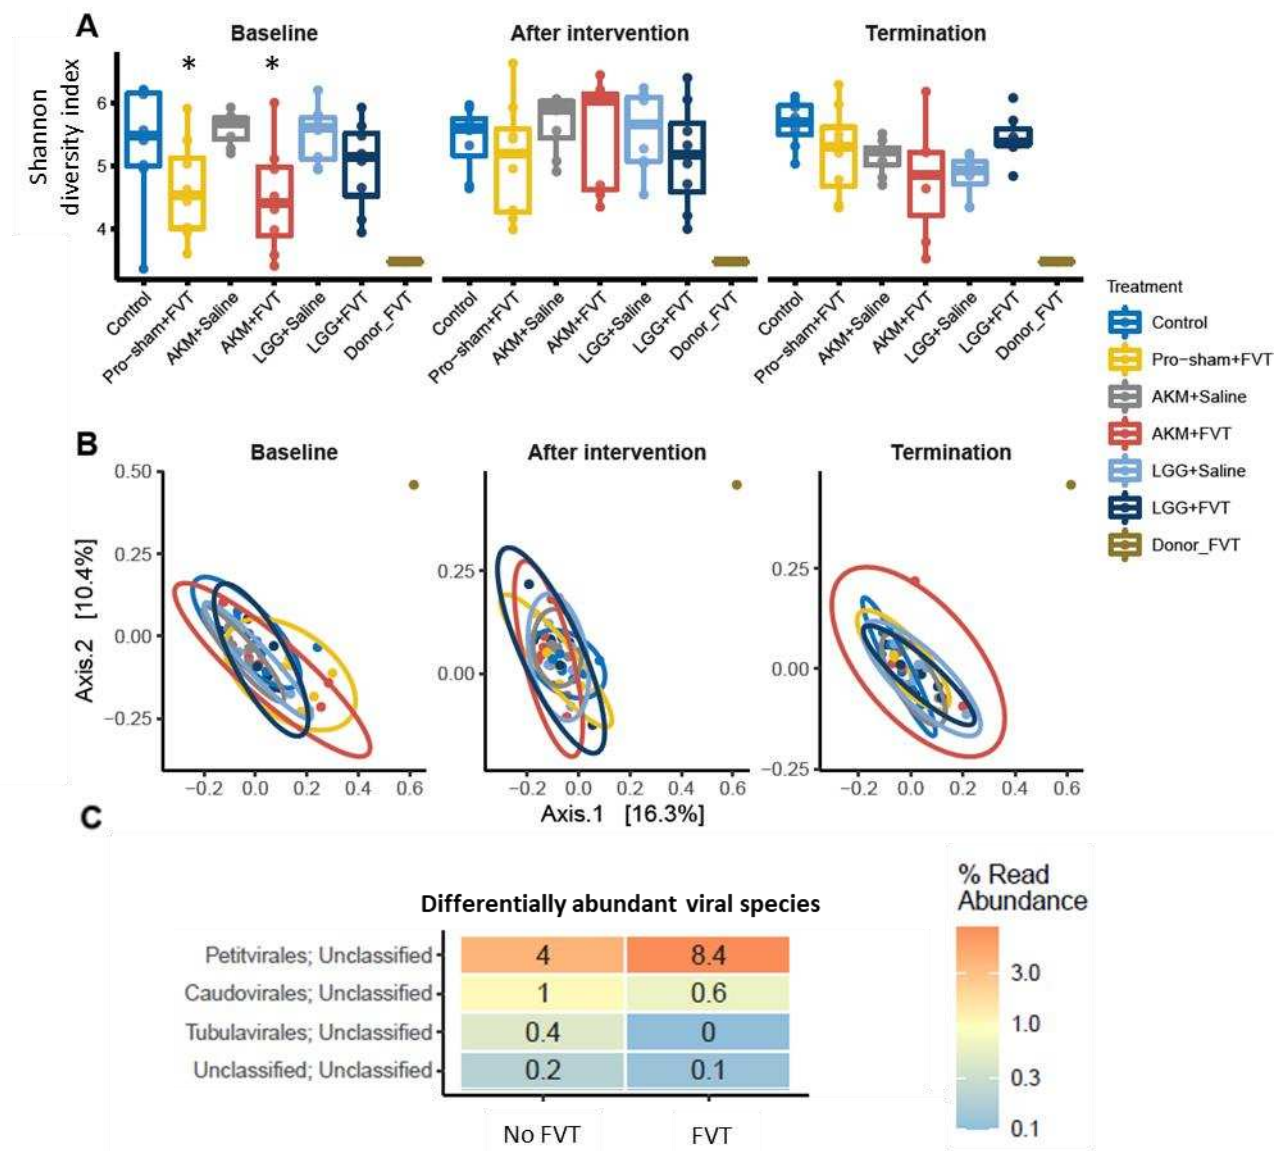 A
Baseline
After intervention
Termination
Shannon
diversity index
* *
6
5
4
Control
Pro-sham+FVT
AKM+Saline
AKM+FVT
LGG+Saline
LGG+FVT
Donor_FVT
Control
Pro-sham+FVT
AKM+Saline
AKM+FVT
LGG+Saline
LGG+FVT
Donor_FVT
Control
Pro-sham+FVT
AKM+Saline
AKM+FVT
LGG+Saline
LGG+FVT
Donor_FVT
Treatment
Control
Pro-sham+FVT
AKM+Saline
AKM+FVT
LGG+Saline
LGG+FVT
Donor_FVT
B
Baseline
After intervention
Termination
Axis.2 [10.4%]
0.50
0.25
0.00
−0.25
0.25
0.00
0.25
0.00
−0.25
−0.2 0.0 0.2 0.4 0.6
−0.2 0.0 0.2 0.4 0.6
−0.2 0.0 0.2 0.4 0.6
Axis.1 [16.3%]
C
Differentially abundant viral species
Petitvirales; Unclassified 4 8.4
Caudovirales; Unclassified 1 0.6
Tubulavirales; Unclassified 0.4 0
Unclassified; Unclassified 0.2 0.1
No FVT FVT
% Read
Abundance
3.0
1.0
0.3
0.1